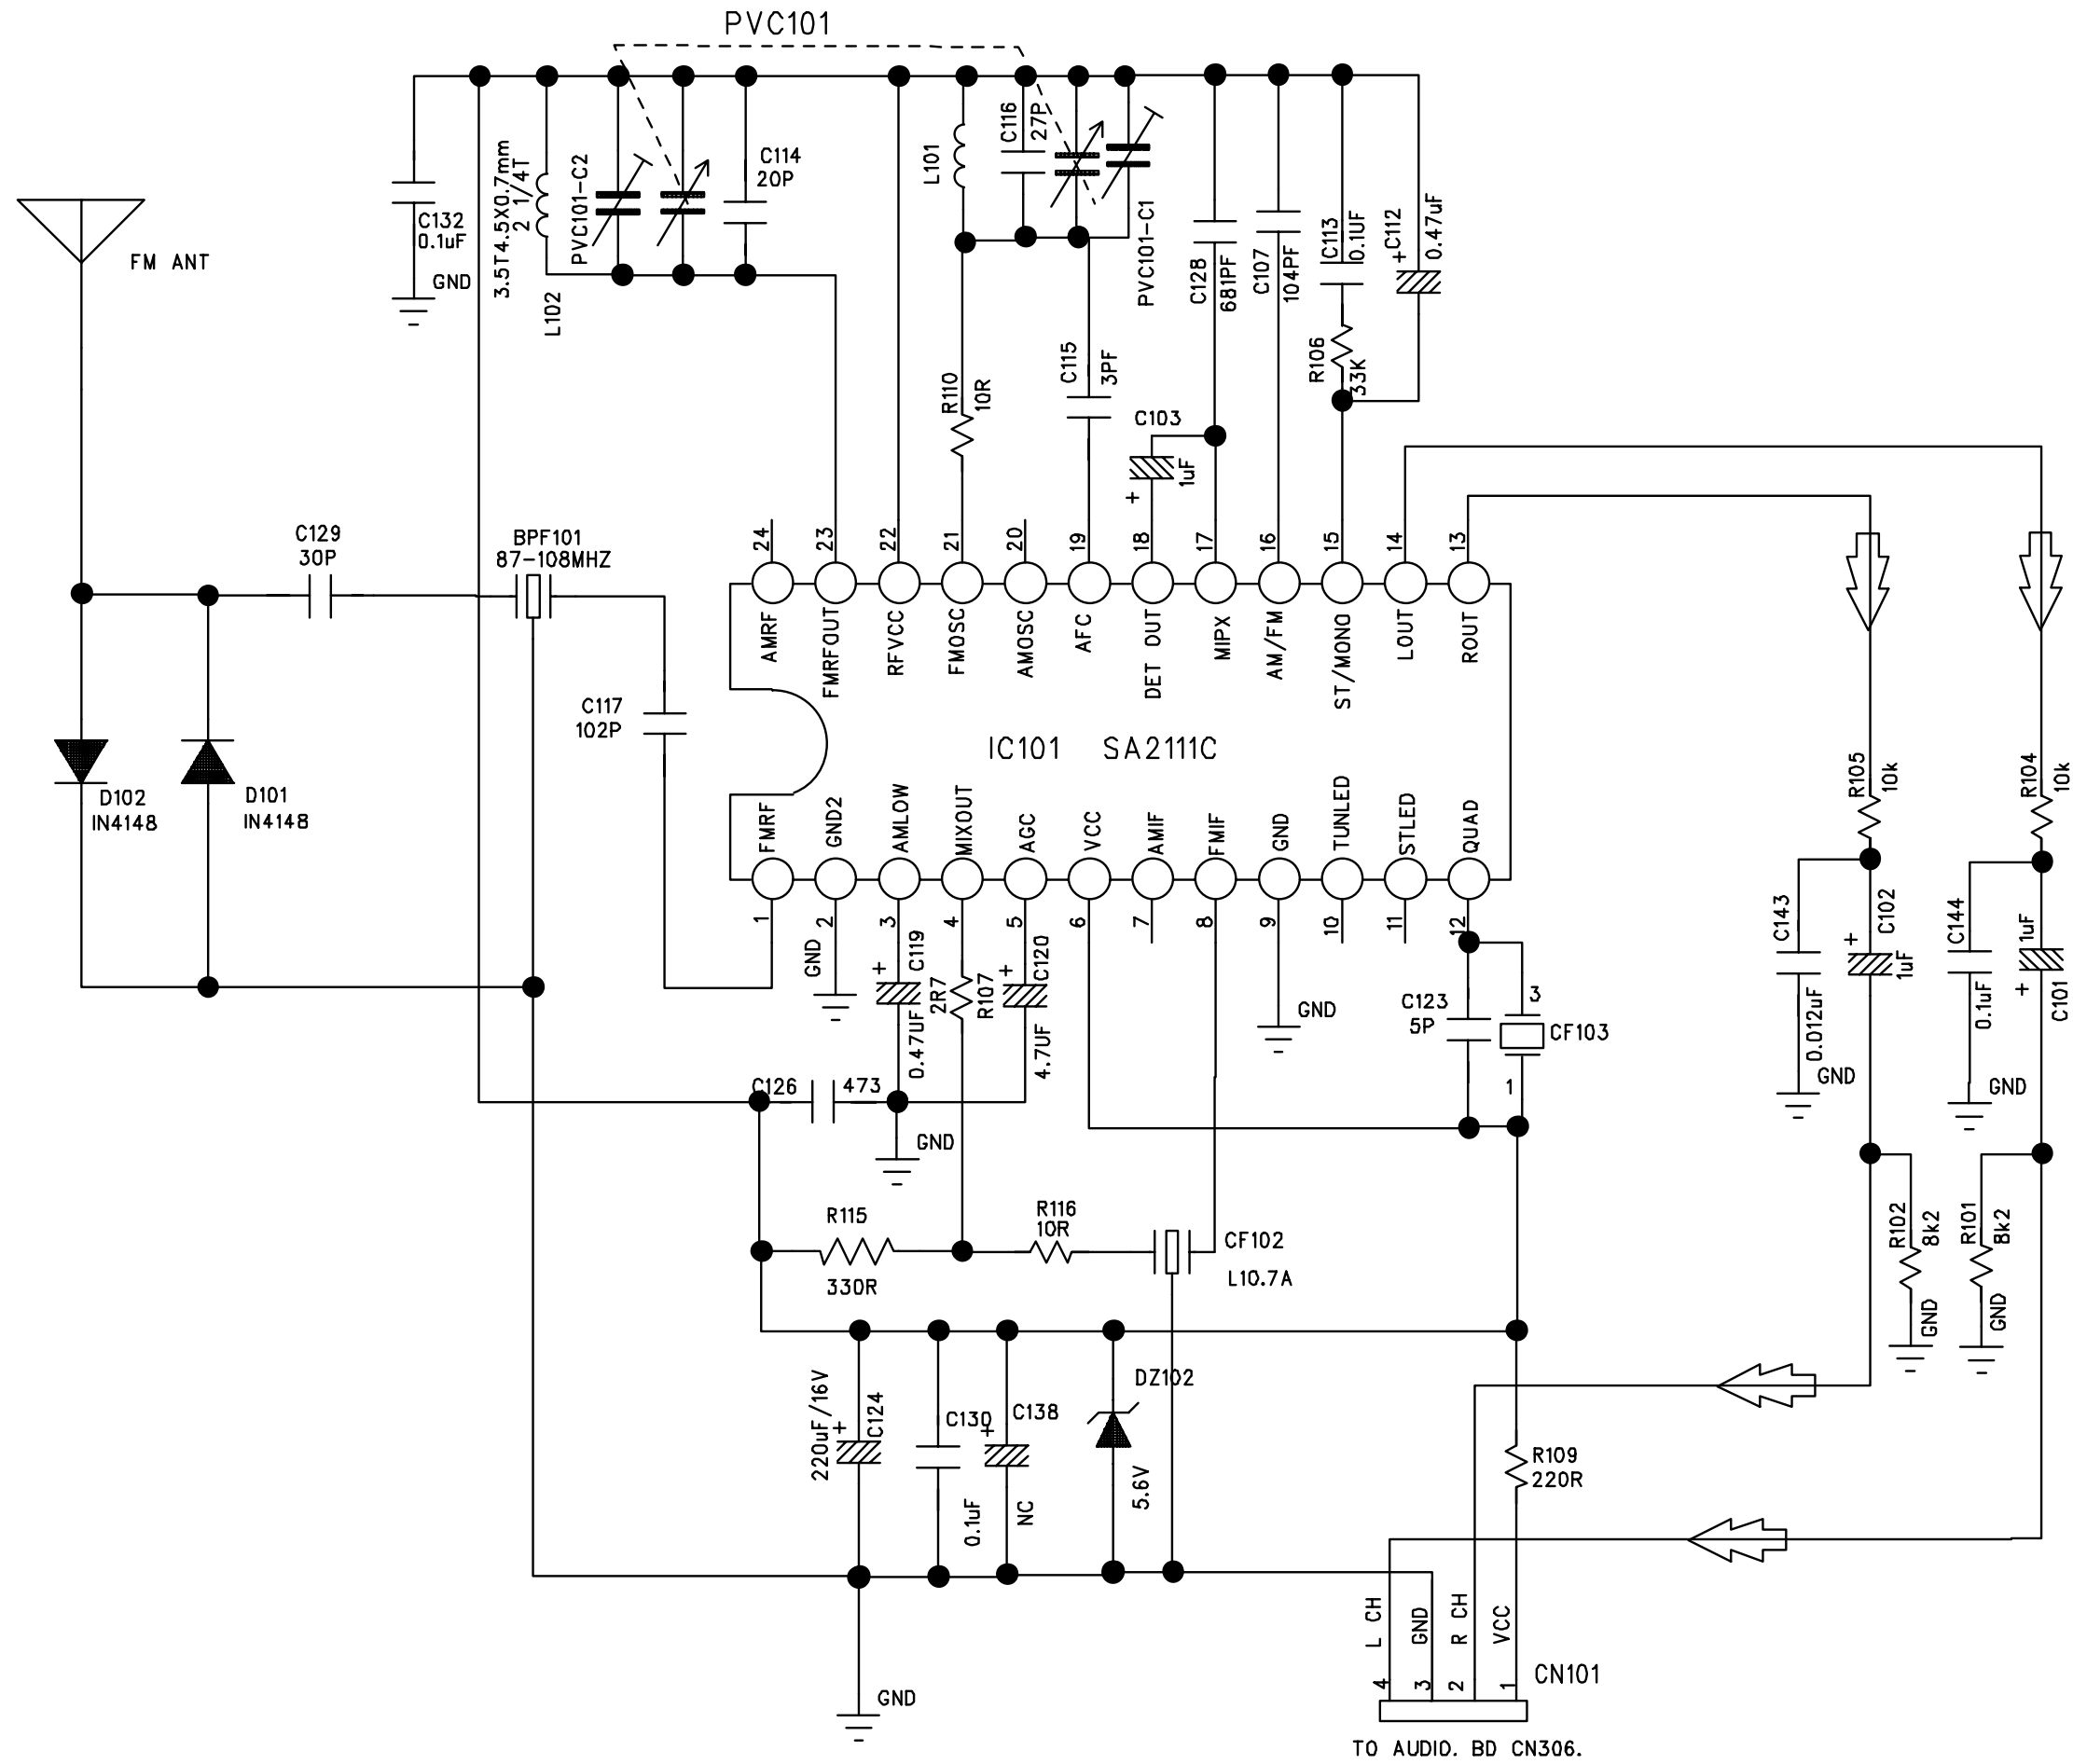 PVC101
C132
0.1uF
GND
3.5T4.5X0.7mm
2 1/4T
L102
PVC101-C2
C114
20P
L101
C116
27P
PVC101-C1
C128
681PF
C107
104PF
C113
0.1UF
+
C112
0.47uF
R106
33K
FM ANT
R110
10R
C115
3PF
C103
+
1uF
C129
30P
BPF101
87-108MHZ
24
23
22
21
20
19
18
17
16
15
14
13
AMRF
FMRFOUT
RFVCC
FMOSC
AMOSC
AFC
DET OUT
MIPX
AM/FM
ST/MONO
LOUT
ROUT
C117
102P
IC101 SA2111C
D102
IN4148
D101
IN4148
FMRF
GND2
AMLOW
MIXOUT
AGC
VCC
AMIF
FMIF
GND
TUNLED
STLED
QUAD
1
2
3
4
5
6
7
8
9
10
11
12
R105
10k
R104
10k
GND
+
C119
0.47UF
2R7
R107
+
C120
4.7UF
GND
C123
5P
3
CF103
1
C143
0.012uF
GND
+
C102
1uF
C144
0.1uF
GND
1uF
+
C101
C126
473
GND
R115
330R
R116
10R
CF102
L10.7A
R102
8k2
GND
R101
8k2
GND
220uF/16V
+
C124
C130
0.1uF
+
C138
NC
DZ102
5.6V
R109
220R
L CH
GND
R CH
VCC
4
3
2
1
CN101
GND
TO AUDIO. BD CN306.